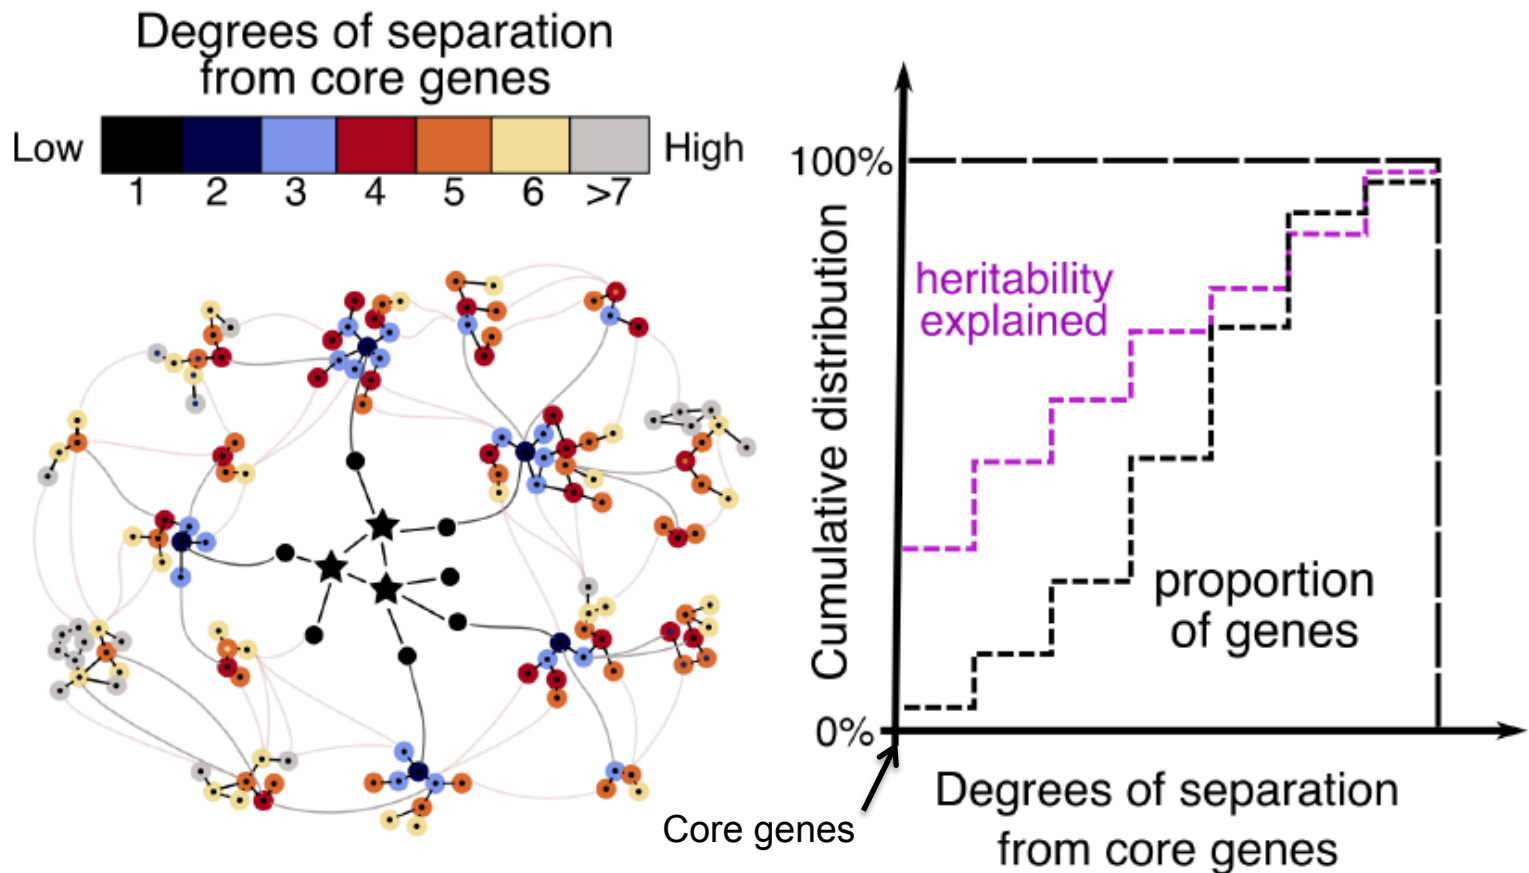 Degrees of separation
from core genes
Low
High
1 2 3 4 5 6 >7
100%
Cumulative distribution
heritability
explained
proportion
of genes
0%
Core genes
Degrees of separation
from core genes